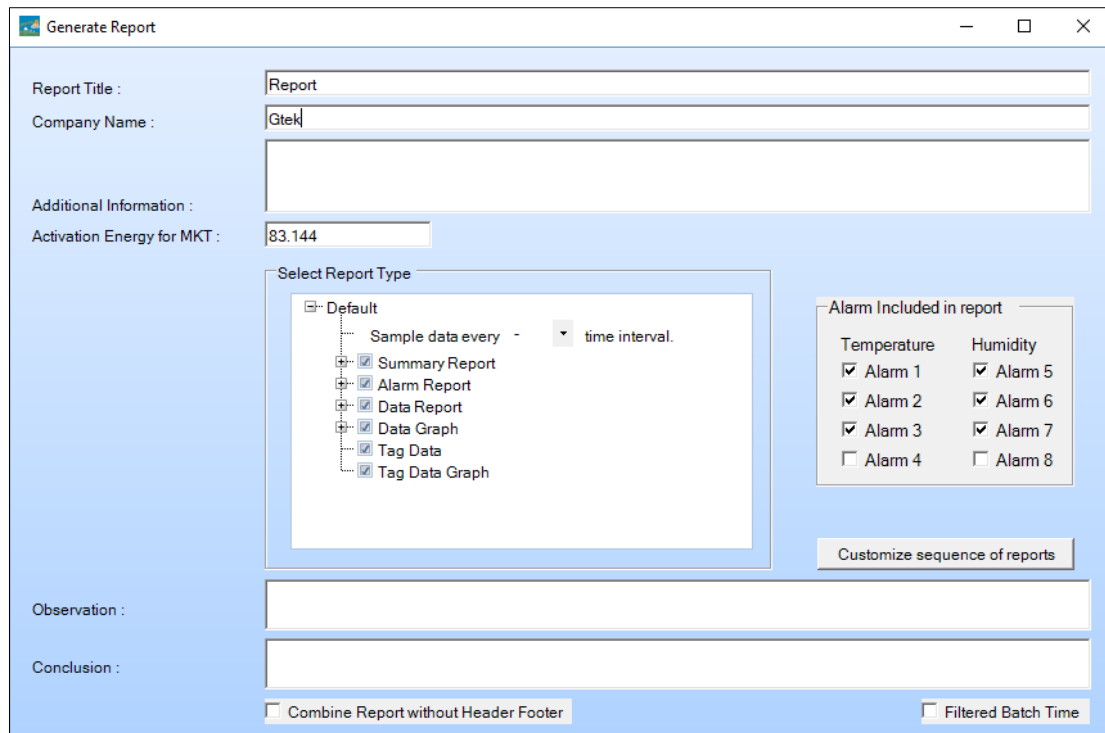 Generate Report
Report Title :
Report
Company Name :
Gtek
Additional Information :
Activation Energy for MKT :
83.144
Select Report Type
Default
Sample data every - time interval.
Summary Report
Alarm Report
Data Report
Data Graph
Tag Data
Tag Data Graph
Alarm Included in report
Temperature Humidity
Alarm 1 Alarm 5
Alarm 2 Alarm 6
Alarm 3 Alarm 7
Alarm 4 Alarm 8
Customize sequence of reports
Observation :
Conclusion :
Combine Report without Header Footer
Filtered Batch Time